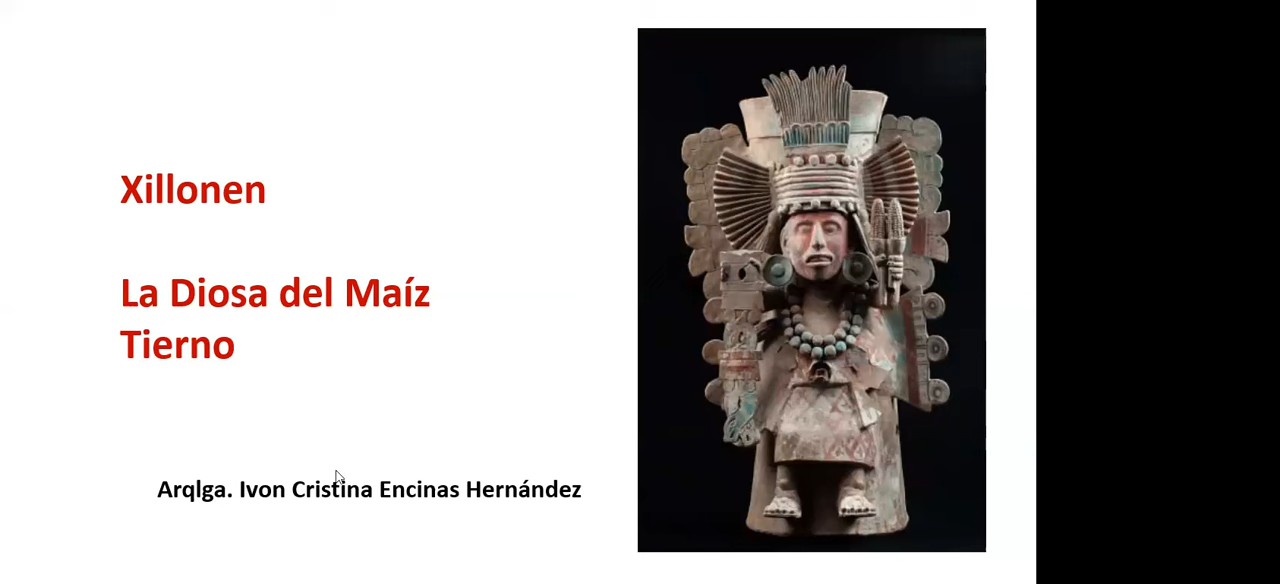 Xillonen
La Diosa del Maíz
Tierno
Arqlga. Ivon Cristina Encinas Hernández